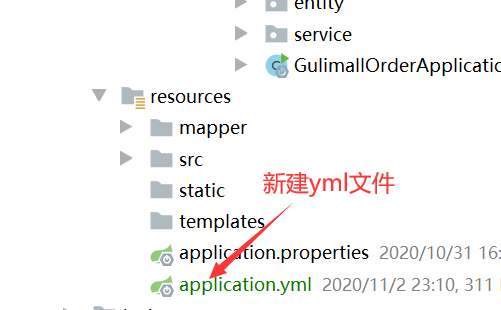 entity
service
GulimallOrderApplication
resources
mapper
src
static
新建yml文件
templates
application.properties 2020/10/31 16:
application.yml 2020/11/2 23:10, 311